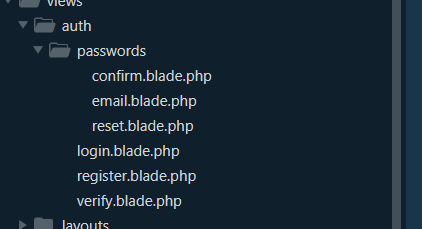 views
auth
passwords
confirm.blade.php
email.blade.php
reset.blade.php
login.blade.php
register.blade.php
verify.blade.php
layouts